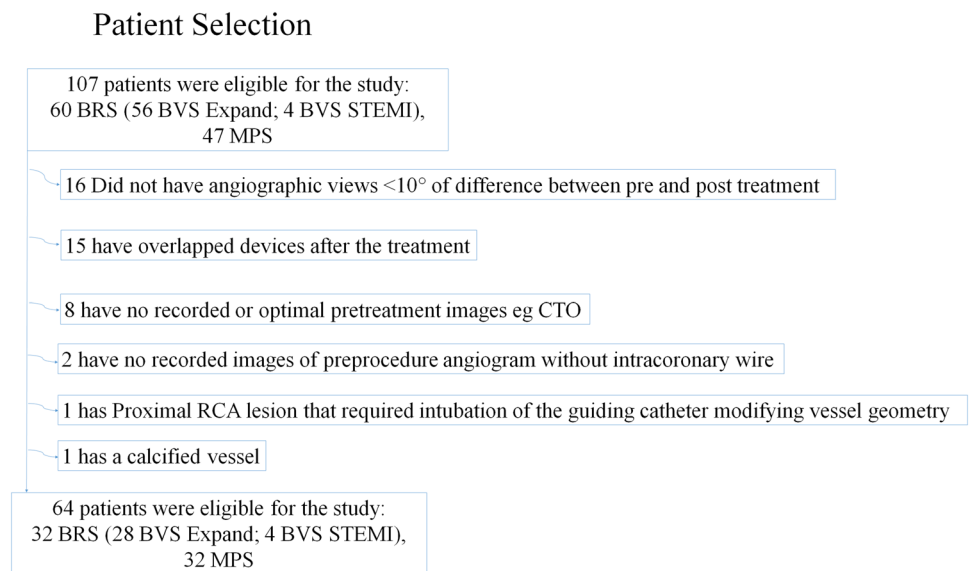 Patient Selection
107 patients were eligible for the study:
60 BRS (56 BVS Expand; 4 BVS STEMI),
47 MPS
16 Did not have angiographic views <10° of difference between pre and post treatment
15 have overlapped devices after the treatment
8 have no recorded or optimal pretreatment images eg CTO
2 have no recorded images of preprocedure angiogram without intracoronary wire
1 has Proximal RCA lesion that required intubation of the guiding catheter modifying vessel geometry
1 has a calcified vessel
64 patients were eligible for the study:
32 BRS (28 BVS Expand; 4 BVS STEMI),
32 MPS